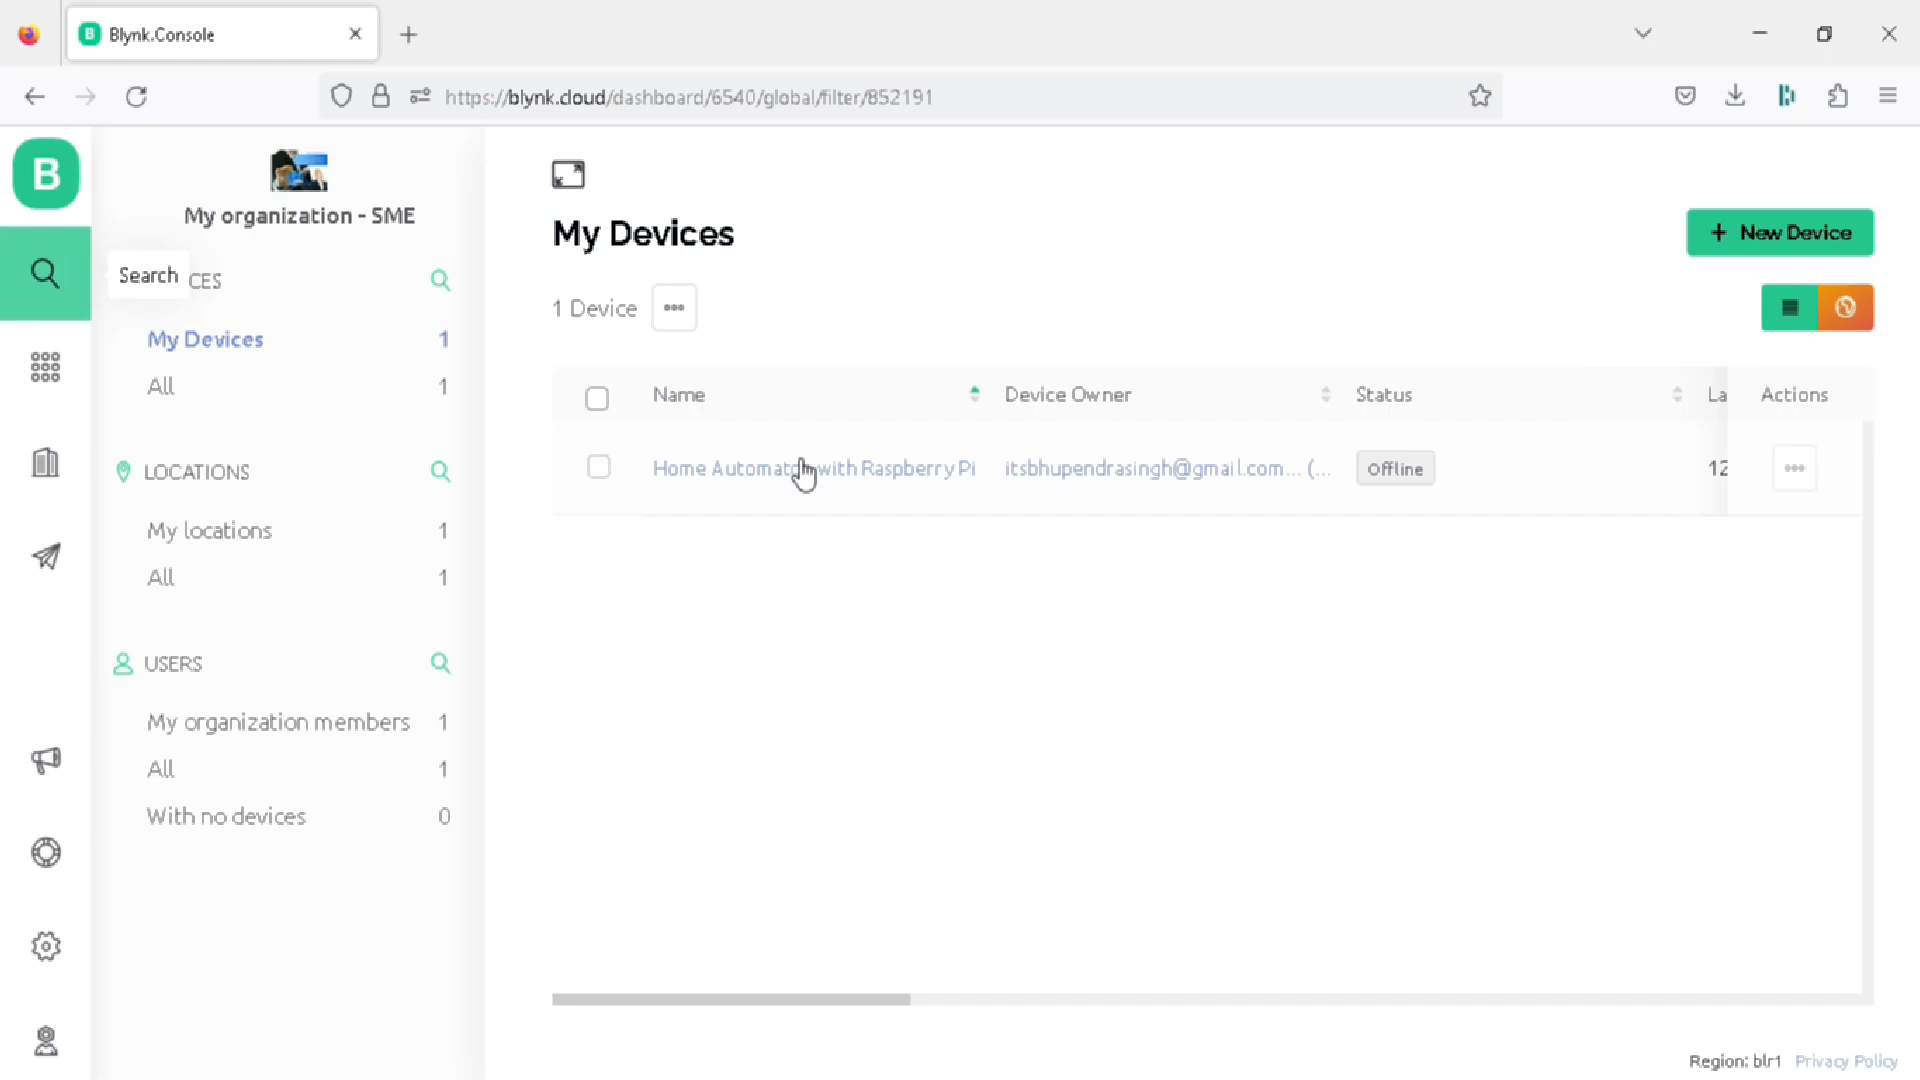 Blynk.Console
https://blynk.cloud/dashboard/6540/global/filter/852191
B
My organization - SME
Search
CES
My Devices 1
All 1
LOCATIONS
My locations 1
All 1
USERS
My organization members 1
All 1
With no devices 0
My Devices
+ New Device
1 Device
Name Device Owner Status La Actions
Home Automat with Raspberry Pi itsbhupendrasingh@gmail.com... (... Offline 12
Region: blr1 Privacy Policy